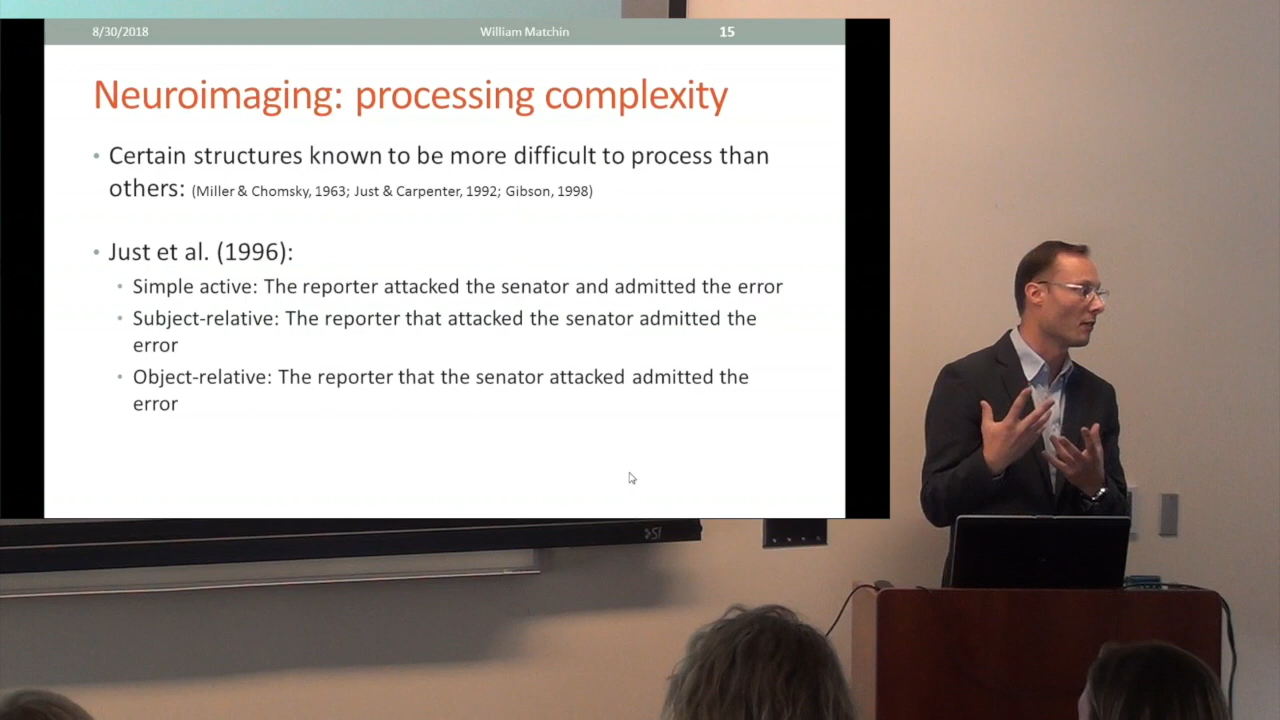 8/30/2018 William Matchin 15
Neuroimaging: processing complexity
• Certain structures known to be more difficult to process than
others: (Miller & Chomsky, 1963; Just & Carpenter, 1992; Gibson, 1998)
• Just et al. (1996):
• Simple active: The reporter attacked the senator and admitted the error
• Subject-relative: The reporter that attacked the senator admitted the
error
• Object-relative: The reporter that the senator attacked admitted the
error